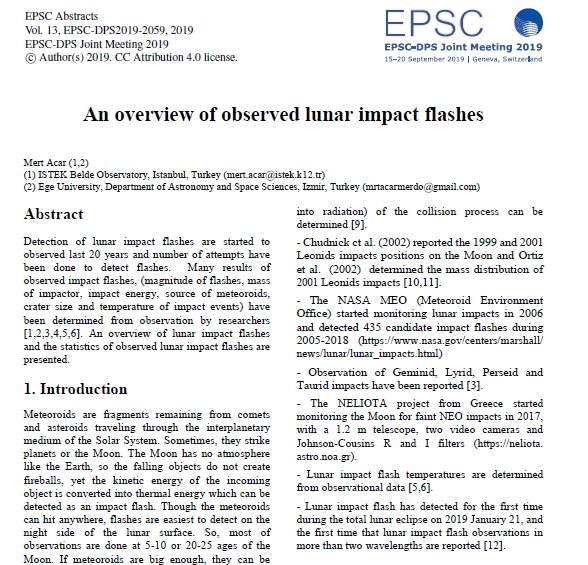 EPSC Abstracts
Vol. 13, EPSC-DPS2019-2059, 2019
EPSC-DPS Joint Meeting 2019
© Author(s) 2019. CC Attribution 4.0 license.
EPSC
EPSC-DPS Joint Meeting 2019
15–20 September 2019 | Geneva, Switzerland
An overview of observed lunar impact flashes
Mert Acar (1,2)
(1) ISTEK Belde Observatory, Istanbul, Turkey (mert.acar@istek.k12.tr)
(2) Ege University, Department of Astronomy and Space Sciences, Izmir, Turkey (mrtacarmerdo@gmail.com)
Abstract
Detection of lunar impact flashes are started to
observed last 20 years and number of attempts have
been done to detect flashes. Many results of
observed impact flashes, (magnitude of flashes, mass
of impactor, impact energy, source of meteoroids,
crater size and temperature of impact events) have
been determined from observation by researchers
[1,2,3,4,5,6]. An overview of lunar impact flashes
and the statistics of observed lunar impact flashes are
presented.
1. Introduction
Meteoroids are fragments remaining from comets
and asteroids traveling through the interplanetary
medium of the Solar System. Sometimes, they strike
planets or the Moon. The Moon has no atmosphere
like the Earth, so the falling objects do not create
fireballs, yet the kinetic energy of the incoming
object is converted into thermal energy which can be
detected as an impact flash. Though the meteoroids
can hit anywhere, flashes are easiest to detect on the
night side of the lunar surface. So, most of
observations are done at 5-10 or 20-25 ages of the
Moon. If meteoroids are big enough, they can be
into radiation) of the collision process can be
determined [9].
- Chudnick et al. (2002) reported the 1999 and 2001
Leonids impacts positions on the Moon and Ortiz
et al. (2002) determined the mass distribution of
2001 Leonids impacts [10,11].
- The NASA MEO (Meteoroid Environment
Office) started monitoring lunar impacts in 2006
and detected 435 candidate impact flashes during
2005-2018 (https://www.nasa.gov/centers/marshall/
news/lunar/lunar_impacts.html)
- Observation of Geminid, Lyrid, Perseid and
Taurid impacts have been reported [3].
- The NELIOTA project from Greece started
monitoring the Moon for faint NEO impacts in 2017,
with a 1.2 m telescope, two video cameras and
Johnson-Cousins R and I filters (https://neliota.
astro.noa.gr).
- Lunar impact flash temperatures are determined
from observational data [5,6].
- Lunar impact flash has detected for the first time
during the total lunar eclipse on 2019 January 21, and
the first time that lunar impact flash observations in
more than two wavelengths are reported [12].